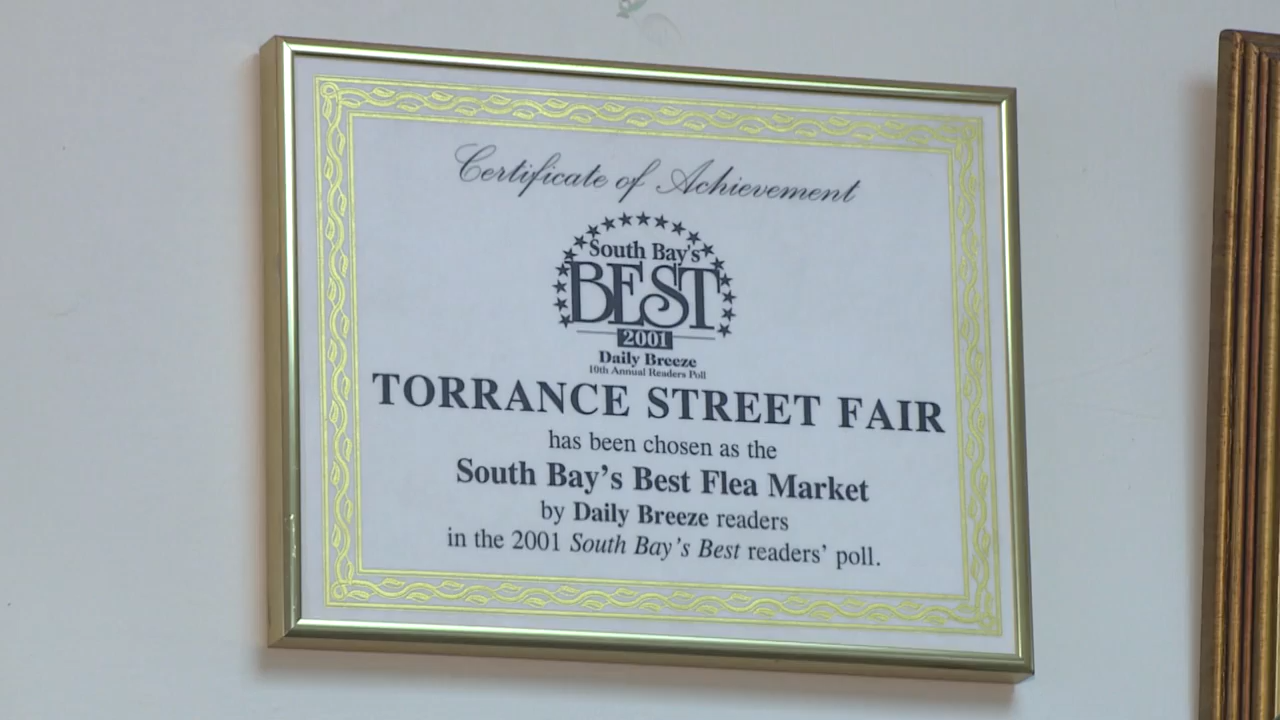 Certificate of Achievement
South Bay's
BEST
2001
Daily Breeze
10th Annual Readers Poll
TORRANCE STREET FAIR
has been chosen as the
South Bay's Best Flea Market
by Daily Breeze readers
in the 2001 South Bay's Best readers' poll.